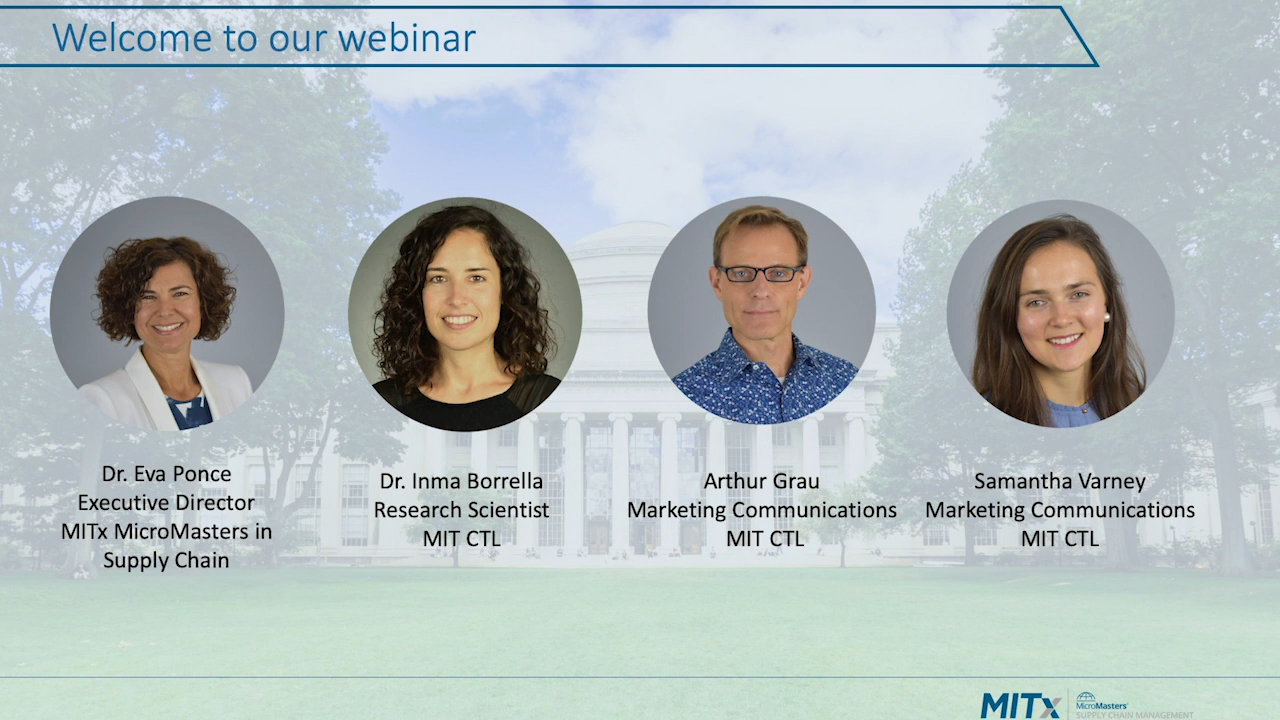 Welcome to our webinar
Dr. Eva Ponce
Executive Director
MITx MicroMasters in
Supply Chain
Dr. Inma Borrella
Research Scientist
MIT CTL
Arthur Grau
Marketing Communications
MIT CTL
Samantha Varney
Marketing Communications
MIT CTL
MITx
MicroMasters
SUPPLY CHAIN MANAGEMENT